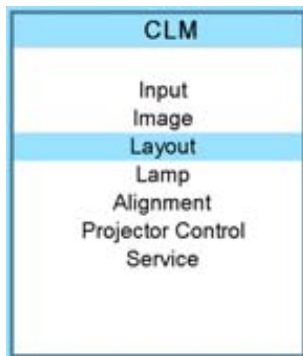 CLM
Input
Image
Layout
Lamp
Alignment
Projector Control
Service